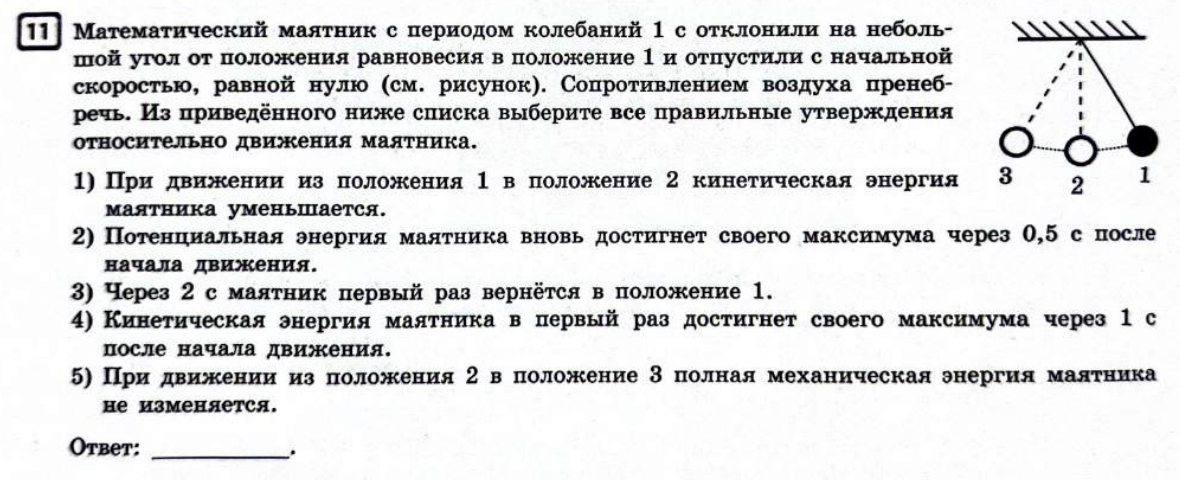 11 Математический маятник с периодом колебаний 1 с отклонили на неболь-
шой угол от положения равновесия в положение 1 и отпустили с начальной
скоростью, равной нулю (см. рисунок). Сопротивлением воздуха пренеб-
речь. Из приведённого ниже списка выберите все правильные утверждения
относительно движения маятника.
3 2 1
1) При движении из положения 1 в положение 2 кинетическая энергия
маятника уменьшается.
2) Потенциальная энергия маятника вновь достигнет своего максимума через 0,5 с после
начала движения.
3) Через 2 с маятник первый раз вернётся в положение 1.
4) Кинетическая энергия маятника в первый раз достигнет своего максимума через 1 с
после начала движения.
5) При движении из положения 2 в положение 3 полная механическая энергия маятника
не изменяется.
Ответ: ___________.